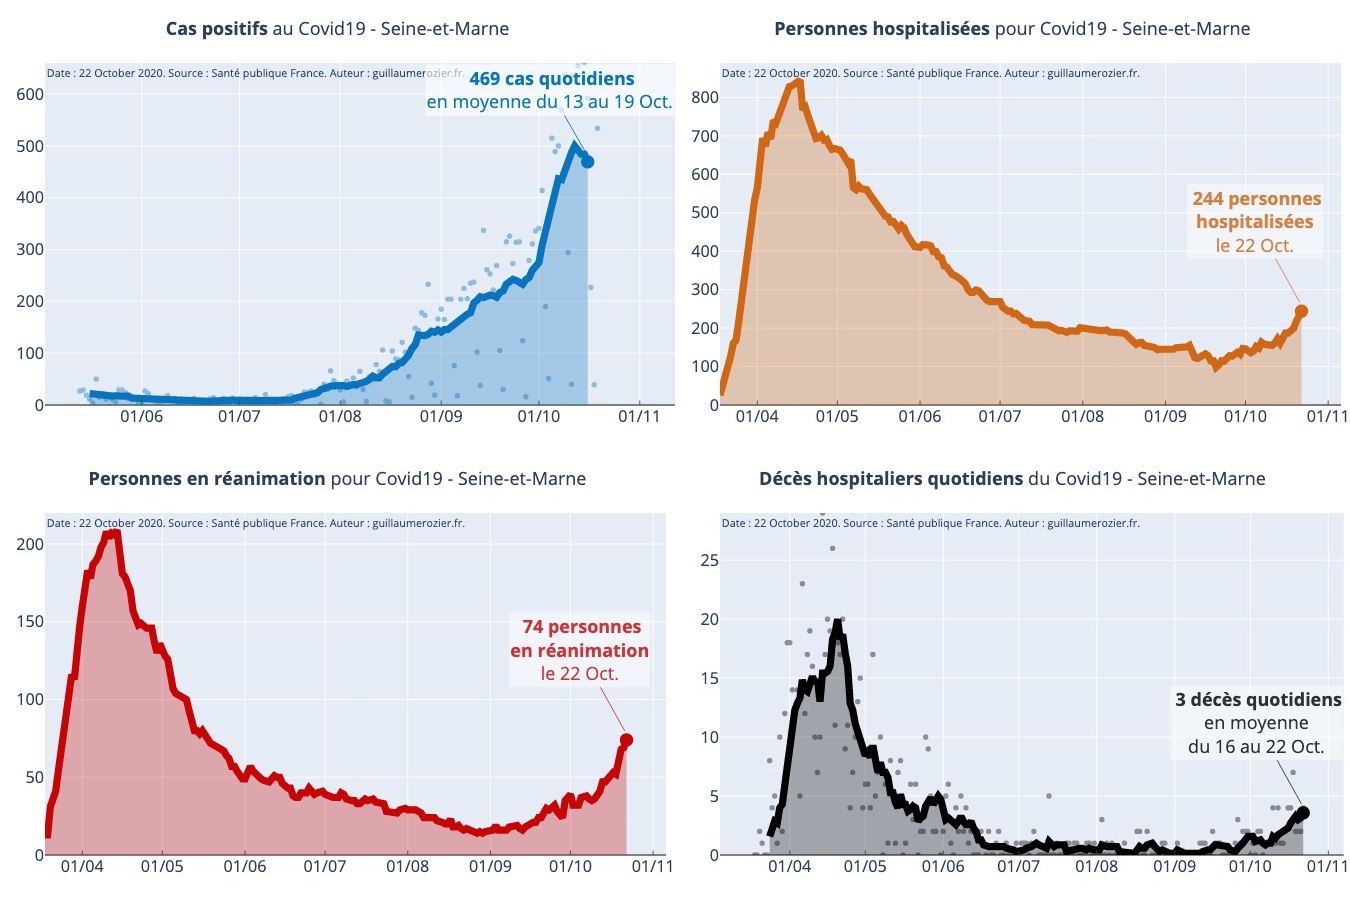 Cas positifs au Covid19 - Seine-et-Marne
Date : 22 October 2020. Source : Santé publique France. Auteur : guillaumerozier.fr.
469 cas quotidiens
en moyenne du 13 au 19 Oct.
600
500
400
300
200
100
0
01/06 01/07 01/08 01/09 01/10 01/11
Personnes hospitalisées pour Covid19 - Seine-et-Marne
Date : 22 October 2020. Source : Santé publique France. Auteur : guillaumerozier.fr.
800
700
600
500
400
300
200
100
0
244 personnes
hospitalisées
le 22 Oct.
01/04 01/05 01/06 01/07 01/08 01/09 01/10 01/11
Personnes en réanimation pour Covid19 - Seine-et-Marne
Date : 22 October 2020. Source : Santé publique France. Auteur : guillaumerozier.fr.
200
150
100
50
0
74 personnes
en réanimation
le 22 Oct.
01/04 01/05 01/06 01/07 01/08 01/09 01/10 01/11
Décès hospitaliers quotidiens du Covid19 - Seine-et-Marne
Date : 22 October 2020. Source : Santé publique France. Auteur : guillaumerozier.fr.
25
20
15
10
5
0
3 décès quotidiens
en moyenne
du 16 au 22 Oct.
01/04 01/05 01/06 01/07 01/08 01/09 01/10 01/11